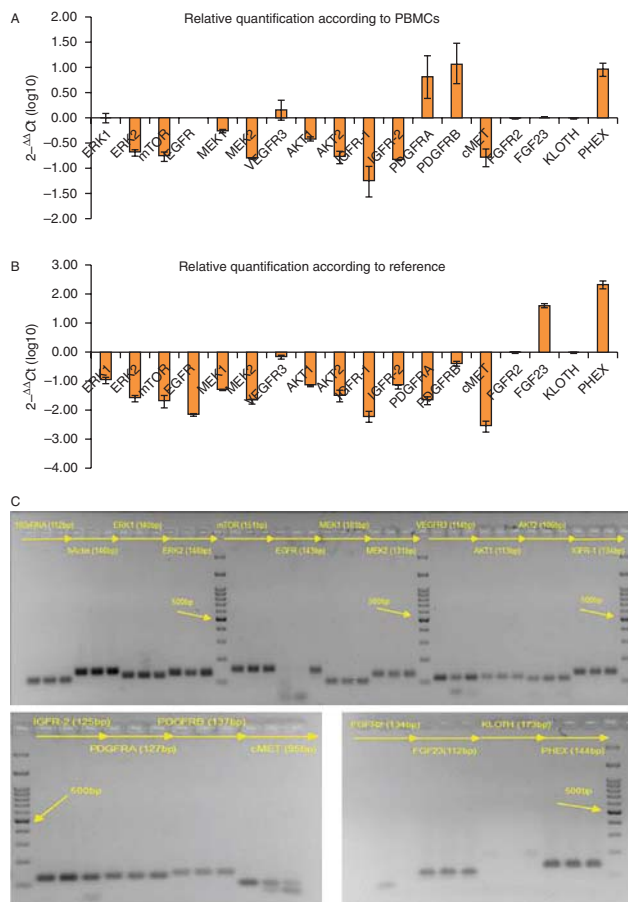 A
Relative quantification according to PBMCs
2–ΔΔCt (log10)
2.00
1.50
1.00
0.50
0.00
–0.50
–1.00
–1.50
–2.00
ERK1
ERK2
mTOR
EGFR
MEK1
MEK2
VEGFR3
AKT1
AKT2
IGFR-1
IGFR-2
PDGFRA
PDGFRB
cMET
FGFR2
FGF23
KLOTH
PHEX
B
Relative quantification according to reference
2–ΔΔCt (log10)
3.00
2.00
1.00
0.00
–1.00
–2.00
–3.00
–4.00
ERK1
ERK2
mTOR
EGFR
MEK1
MEK2
VEGFR3
AKT1
AKT2
IGFR-1
IGFR-2
PDGFRA
PDGFRB
cMET
FGFR2
FGF23
KLOTH
PHEX
C
(112bp) ERK1 (140bp) mTOR (151bp) MEK1 VEGFR3 (114bp) AKT2
(146bp) ERK2 (146bp) EGFR (143bp) MEK2 (131bp) AKT1 (113bp) IGFR-1 (134bp)
500bp 500bp 500bp
IGFR-2 (125bp) PDGFRB (137bp)
PDGFRA (127bp) cMET
500bp
FGFR2 (134bp) KLOTH (173bp)
FGF23 (112bp) PHEX (144bp)
500bp